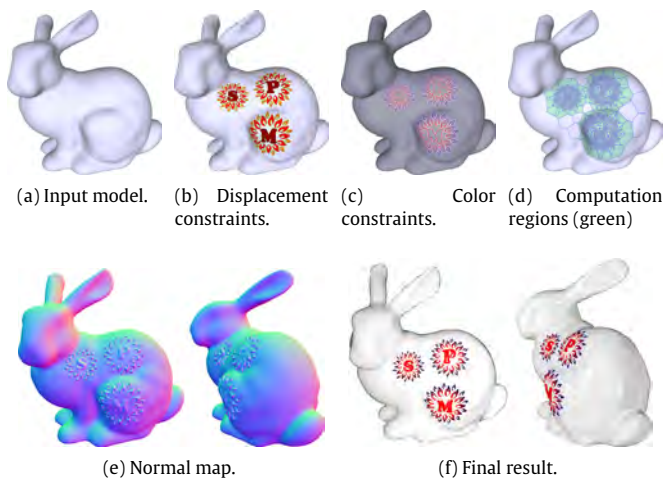 S P
M
(a) Input model.
(b) Displacement constraints.
(c) Color constraints.
(d) Computation regions (green)
S P
M
S P
(e) Normal map.
(f) Final result.